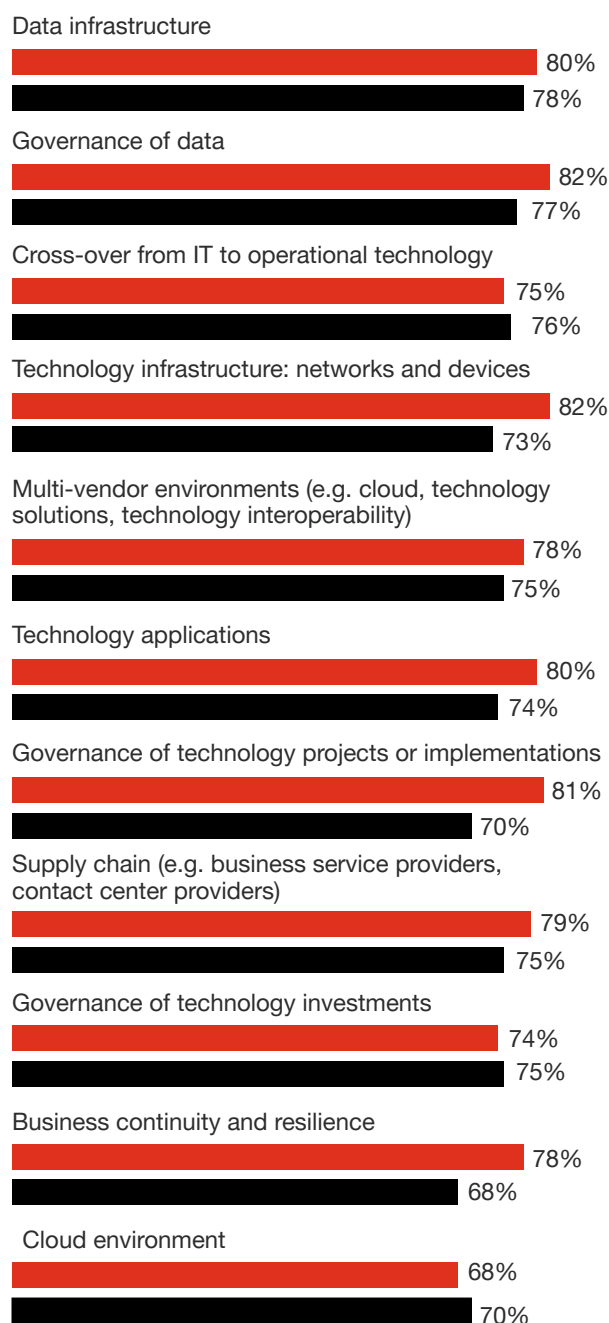 Data infrastructure
80%
78%
Governance of data
82%
77%
Cross-over from IT to operational technology
75%
76%
Technology infrastructure: networks and devices
82%
73%
Multi-vendor environments (e.g. cloud, technology
solutions, technology interoperability)
78%
75%
Technology applications
80%
74%
Governance of technology projects or implementations
81%
70%
Supply chain (e.g. business service providers,
contact center providers)
79%
75%
Governance of technology investments
74%
75%
Business continuity and resilience
78%
68%
Cloud environment
68%
70%